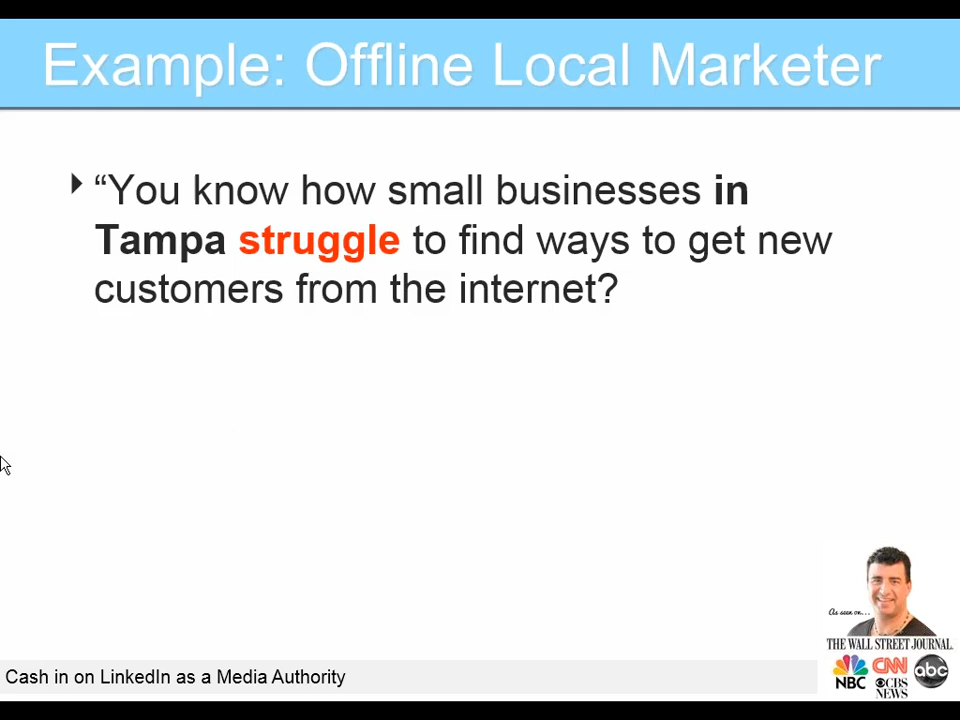 Example: Offline Local Marketer
“You know how small businesses in
Tampa struggle to find ways to get new
customers from the internet?
As seen on...
THE WALL STREET JOURNAL.
NBC CNN abc
CBS
NEWS
Cash in on LinkedIn as a Media Authority